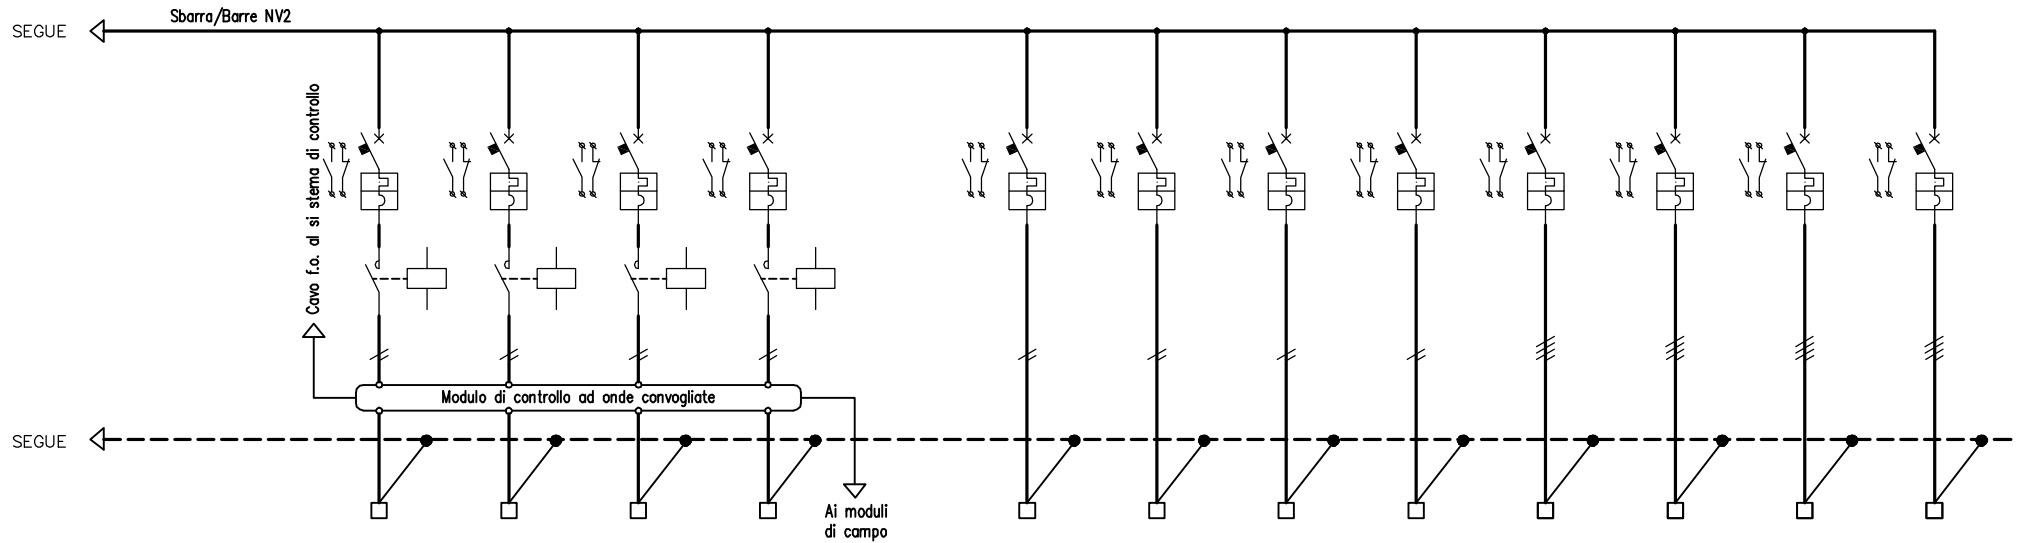 Sbarra/Barre NV2
SEGUE
Cavo f.o. al si stema di controllo
Modulo di controllo ad onde convogliate
SEGUE
Ai moduli
di campo